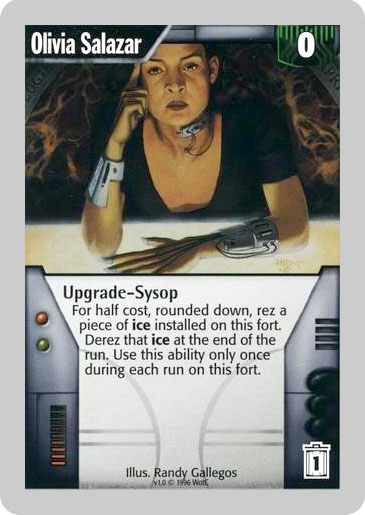 Olivia Salazar
0
Upgrade-Sysop
For half cost, rounded down, rez a
piece of ice installed on this fort.
Derez that ice at the end of the
run. Use this ability only once
during each run on this fort.
1
Illus. Randy Gallegos
v1.0 © 1996 WotC